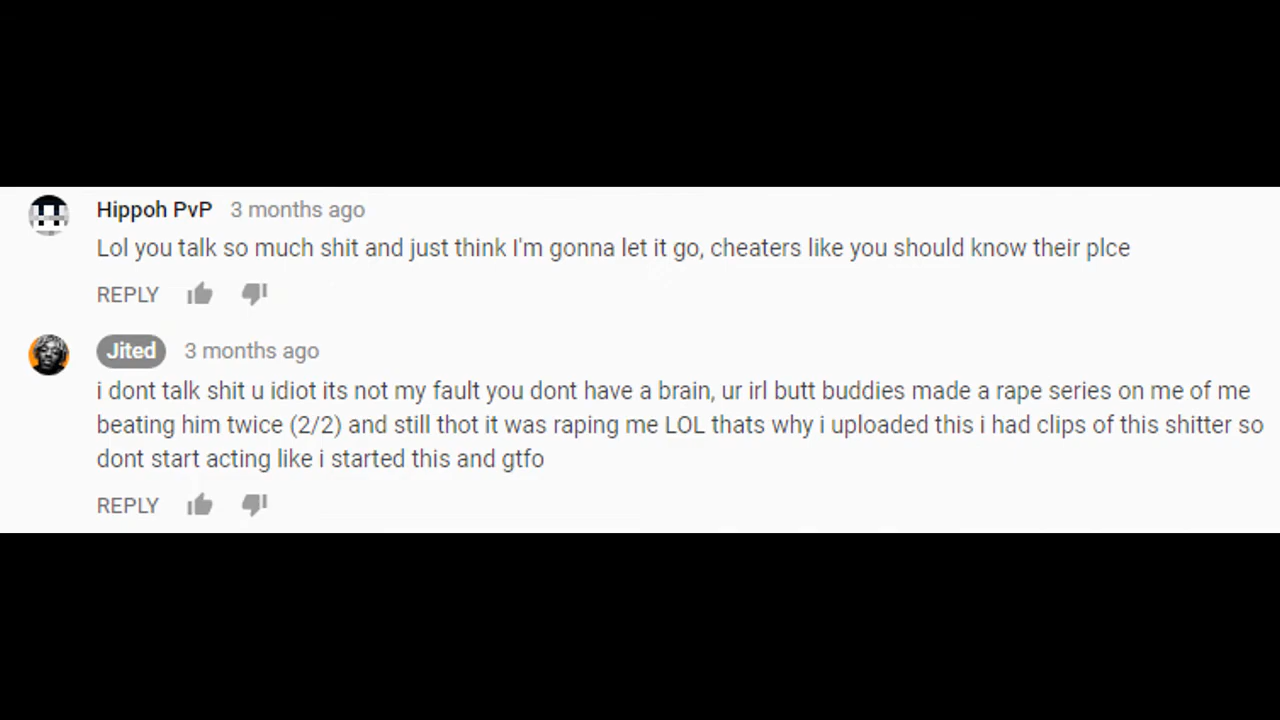 Hippoh PvP 3 months ago
Lol you talk so much shit and just think I'm gonna let it go, cheaters like you should know their plce
REPLY
Jited 3 months ago
i dont talk shit u idiot its not my fault you dont have a brain, ur irl butt buddies made a rape series on me of me
beating him twice (2/2) and still thot it was raping me LOL thats why i uploaded this i had clips of this shitter so
dont start acting like i started this and gtfo
REPLY